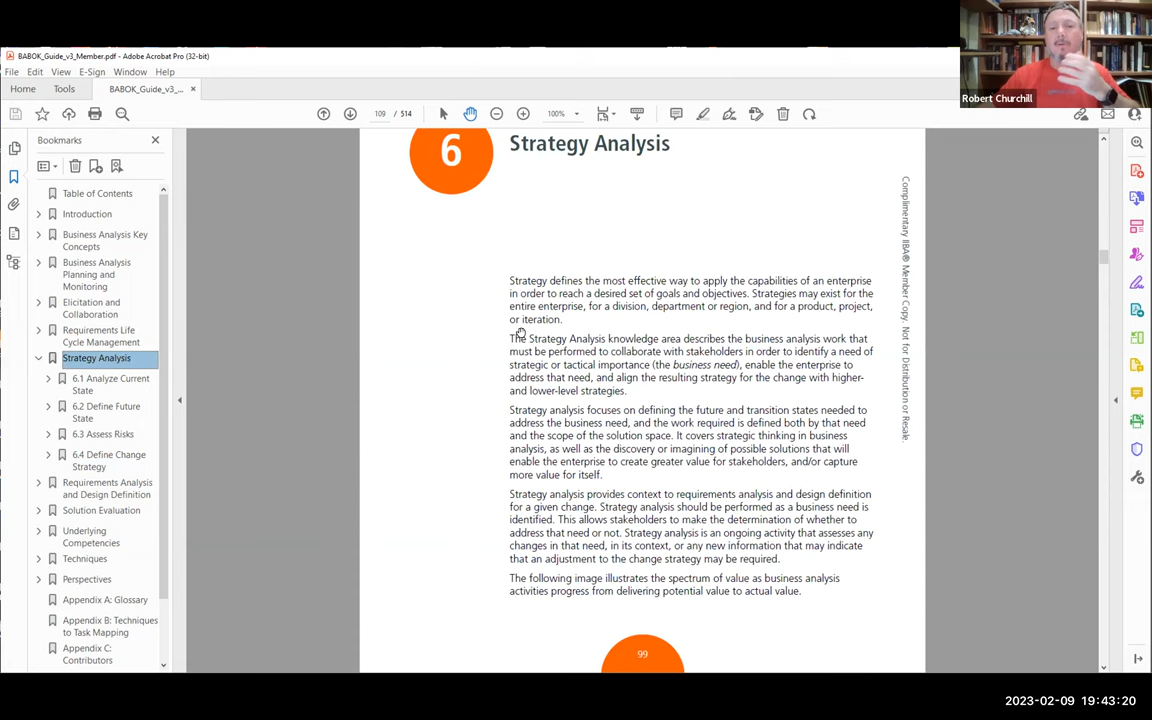 BABOK_Guide_v3_Member.pdf - Adobe Acrobat Pro (32-bit)
File Edit View E-Sign Window Help
Home Tools BABOK_Guide_v3_... ×
109 / 514 100%
Robert Churchill
Bookmarks
Table of Contents
Introduction
Business Analysis Key
Concepts
Business Analysis
Planning and
Monitoring
Elicitation and
Collaboration
Requirements Life
Cycle Management
Strategy Analysis
6.1 Analyze Current
State
6.2 Define Future
State
6.3 Assess Risks
6.4 Define Change
Strategy
Requirements Analysis
and Design Definition
Solution Evaluation
Underlying
Competencies
Techniques
Perspectives
Appendix A: Glossary
Appendix B: Techniques
to Task Mapping
Appendix C:
Contributors
6
Strategy Analysis
Strategy defines the most effective way to apply the capabilities of an enterprise
in order to reach a desired set of goals and objectives. Strategies may exist for the
entire enterprise, for a division, department or region, and for a product, project,
or iteration.
The Strategy Analysis knowledge area describes the business analysis work that
must be performed to collaborate with stakeholders in order to identify a need of
strategic or tactical importance (the business need), enable the enterprise to
address that need, and align the resulting strategy for the change with higher-
and lower-level strategies.
Strategy analysis focuses on defining the future and transition states needed to
address the business need, and the work required is defined both by that need
and the scope of the solution space. It covers strategic thinking in business
analysis, as well as the discovery or imagining of possible solutions that will
enable the enterprise to create greater value for stakeholders, and/or capture
more value for itself.
Strategy analysis provides context to requirements analysis and design definition
for a given change. Strategy analysis should be performed as a business need is
identified. This allows stakeholders to make the determination of whether to
address that need or not. Strategy analysis is an ongoing activity that assesses any
changes in that need, in its context, or any new information that may indicate
that an adjustment to the change strategy may be required.
The following image illustrates the spectrum of value as business analysis
activities progress from delivering potential value to actual value.
99
Complimentary IIBA® Member Copy. Not for Distribution or Resale.
2023-02-09 19:43:20